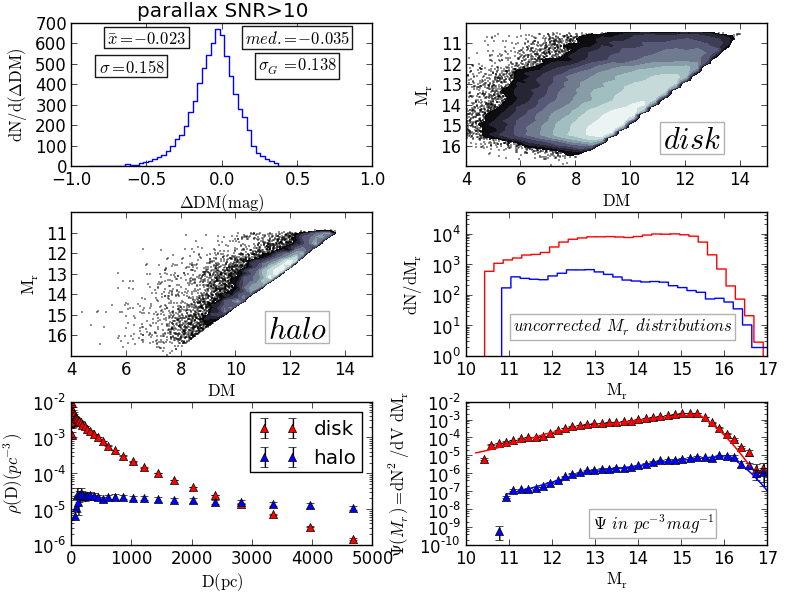 parallax SNR>10
dN/d(ΔDM)
700
600
500
400
300
200
100
0
x̄=−0.023
med.=−0.035
σ=0.158
σ_G=0.138
−1.0 −0.5 0.0 0.5 1.0
ΔDM(mag)
M_r
11
12
13
14
15
16
disk
4 6 8 10 12 14
DM
M_r
11
12
13
14
15
16
halo
4 6 8 10 12 14
DM
dN/dM_r
10^4
10^3
10^2
10^1
10^0
uncorrected M_r distributions
10 11 12 13 14 15 16 17
M_r
ρ(D)(pc^−3)
10^-2
10^-3
10^-4
10^-5
10^-6
disk
halo
0 1000 2000 3000 4000 5000
D(pc)
Ψ(M_r)=dN^2 /dV dM_r
10^-2
10^-3
10^-4
10^-5
10^-6
10^-7
10^-8
10^-9
10^-10
Ψ in pc^−3 mag^−1
10 11 12 13 14 15 16 17
M_r